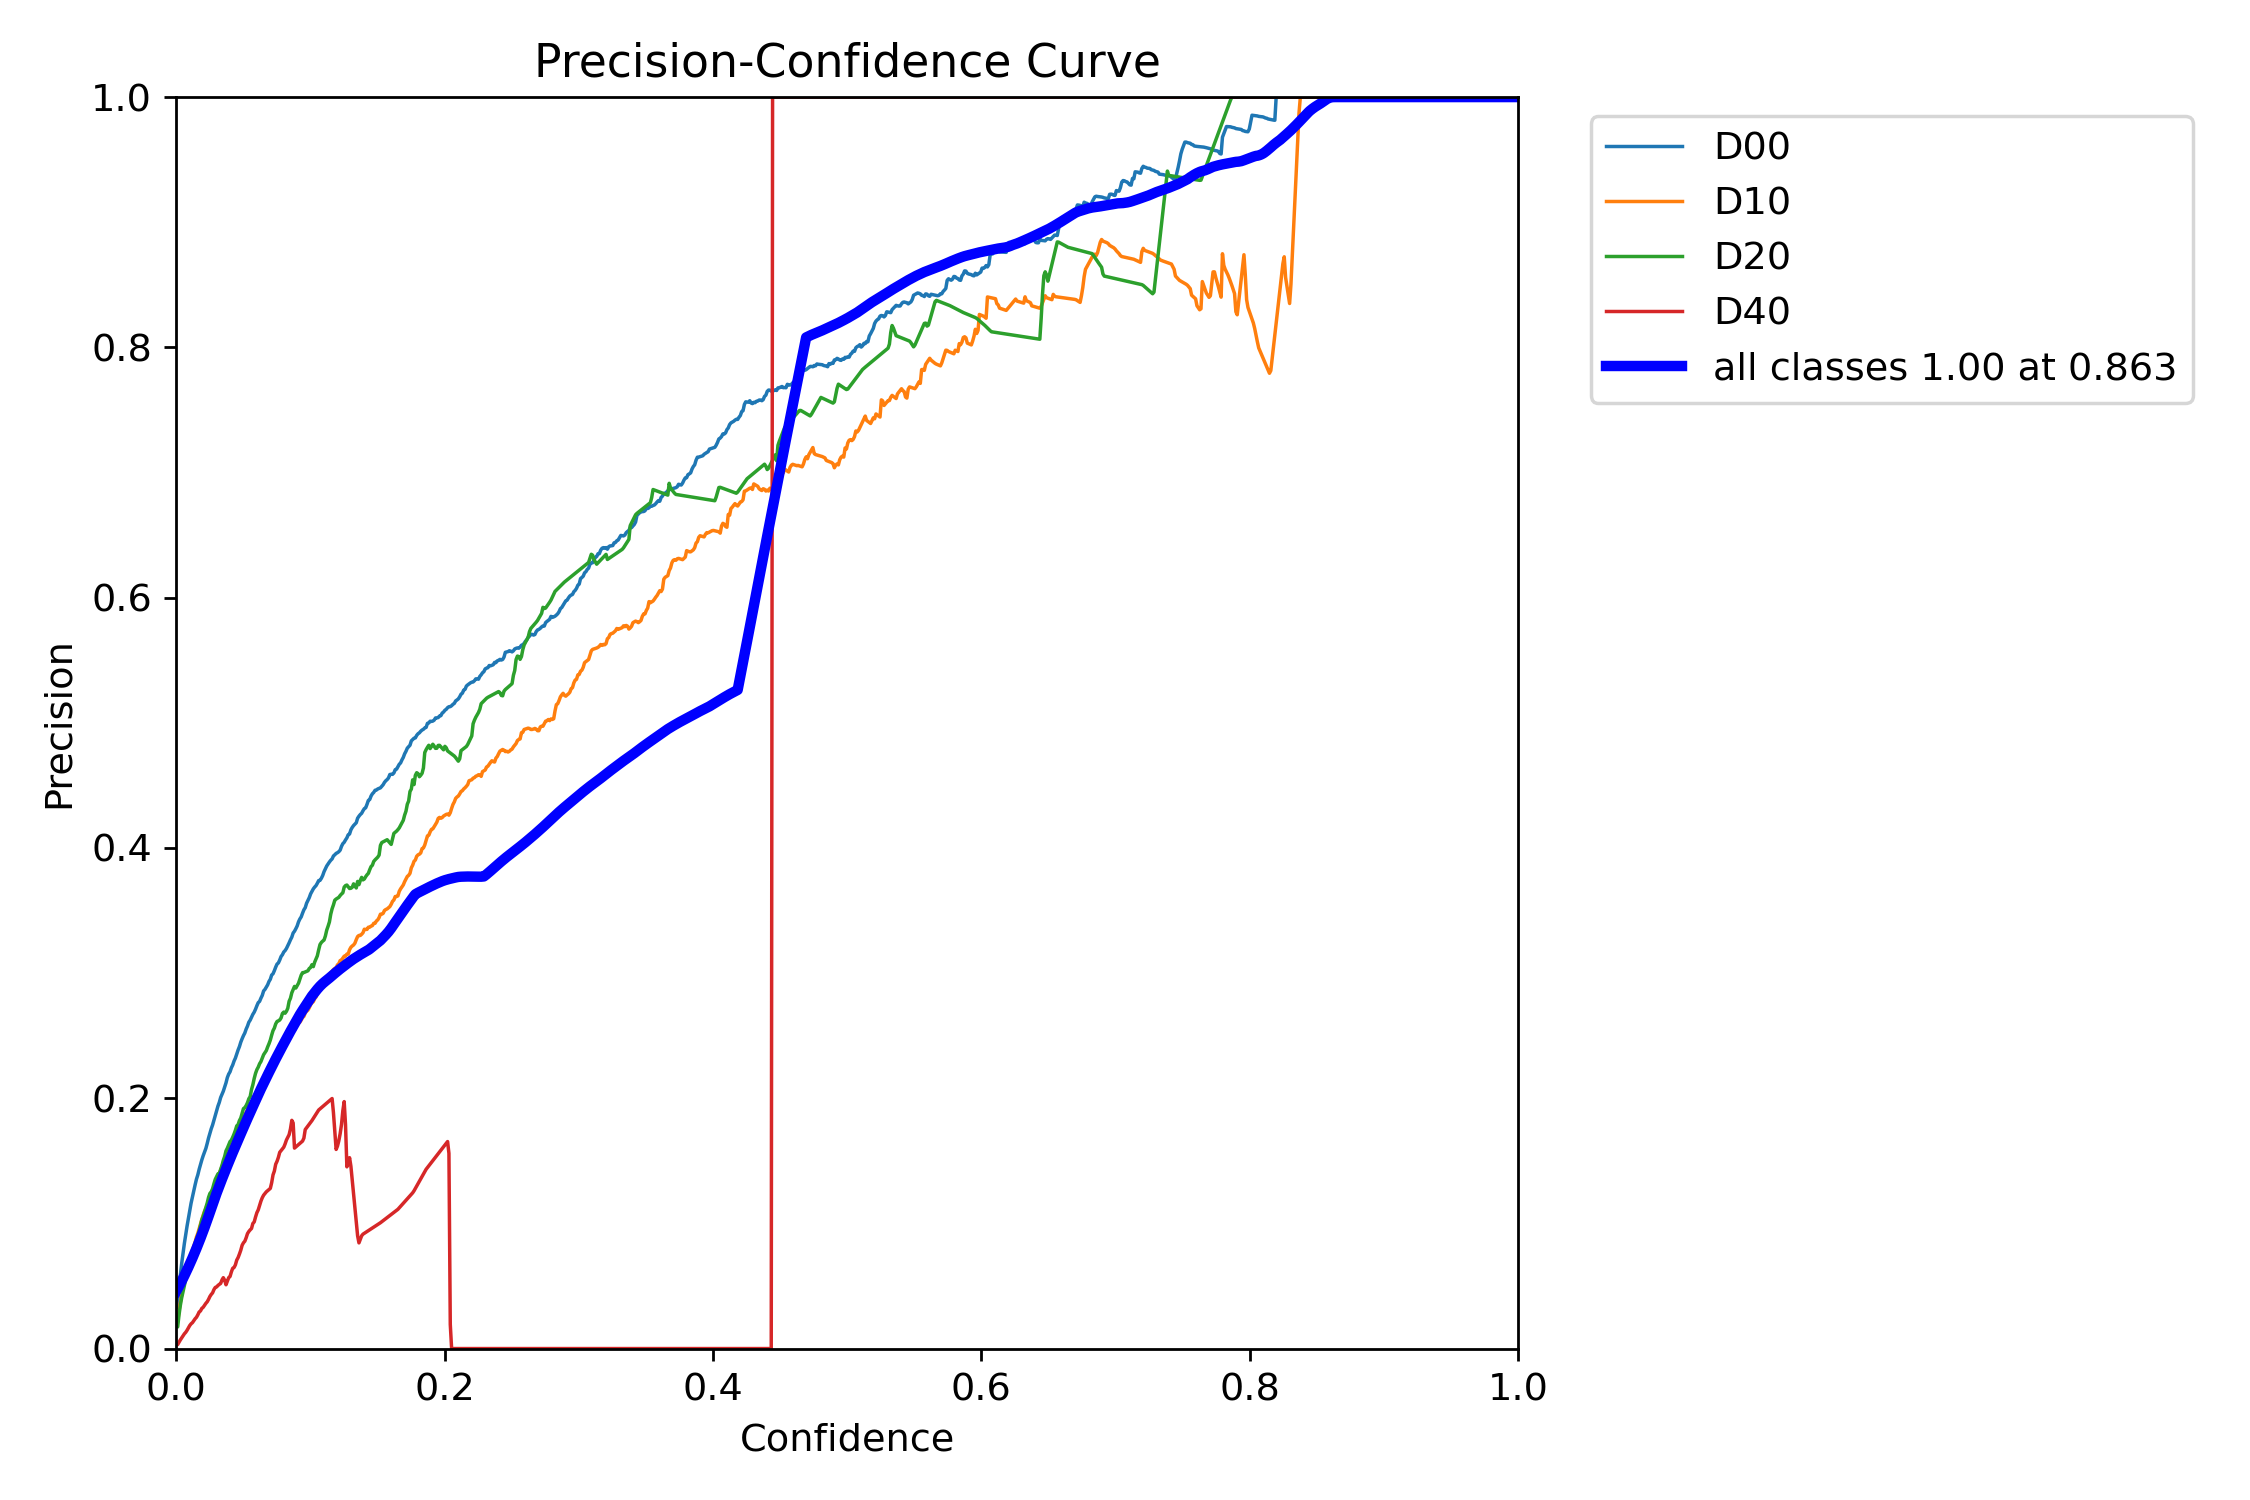 Precision-Confidence Curve
1.0
0.8
0.6
0.4
0.2
0.0
Precision
0.0 0.2 0.4 0.6 0.8 1.0
Confidence
D00
D10
D20
D40
all classes 1.00 at 0.863